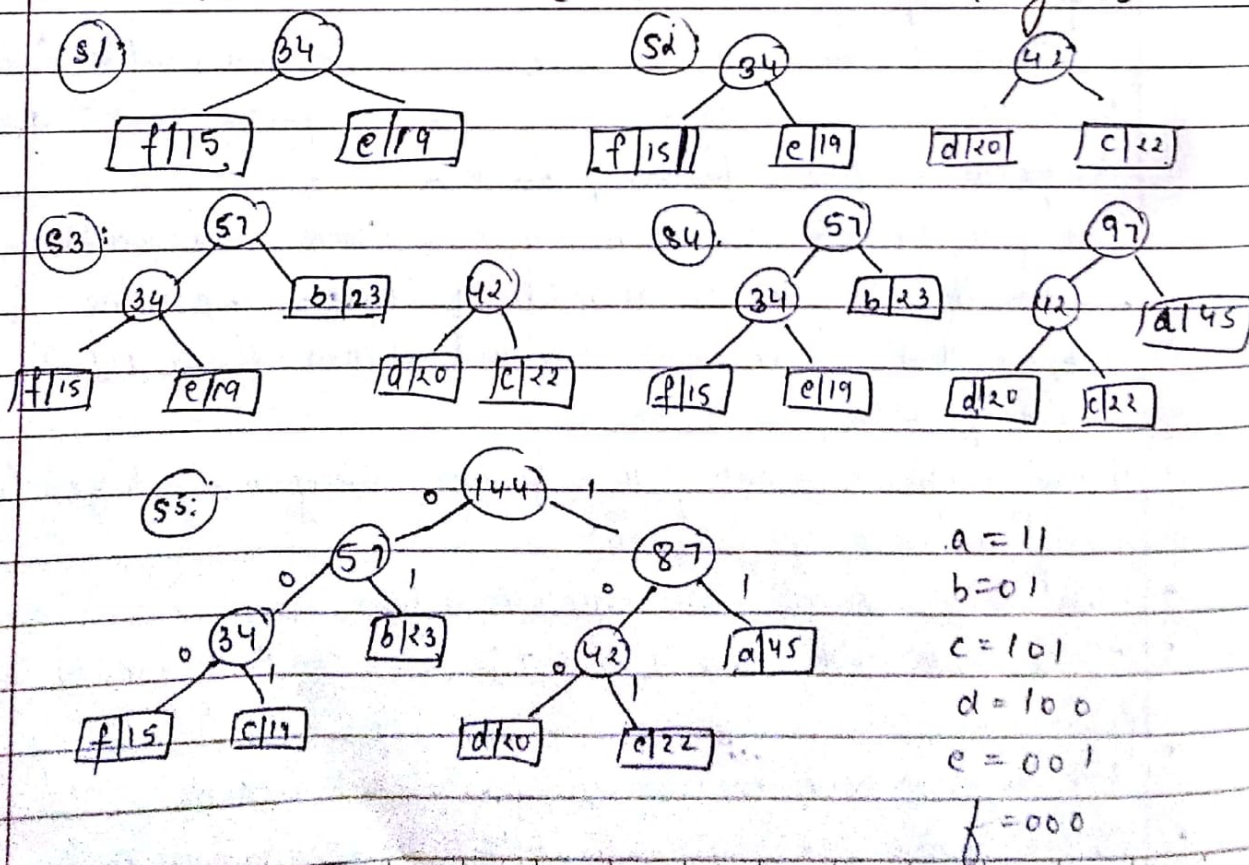 S1: 34 S2: 34 42
f|15 e|19 f|15 e|19 d|20 c|22
S3: 57 S4: 57 97
34 b|23 42 34 b|23 42 a|45
f|15 e|19 d|20 c|22 f|15 e|19 d|20 c|22
S5: 0 144 1
57 87
0 1 0 1
34 b|23 42 a|45
0 1 0 1
f|15 e|19 d|20 c|22
a = 11
b = 01
c = 101
d = 100
e = 001
f = 000